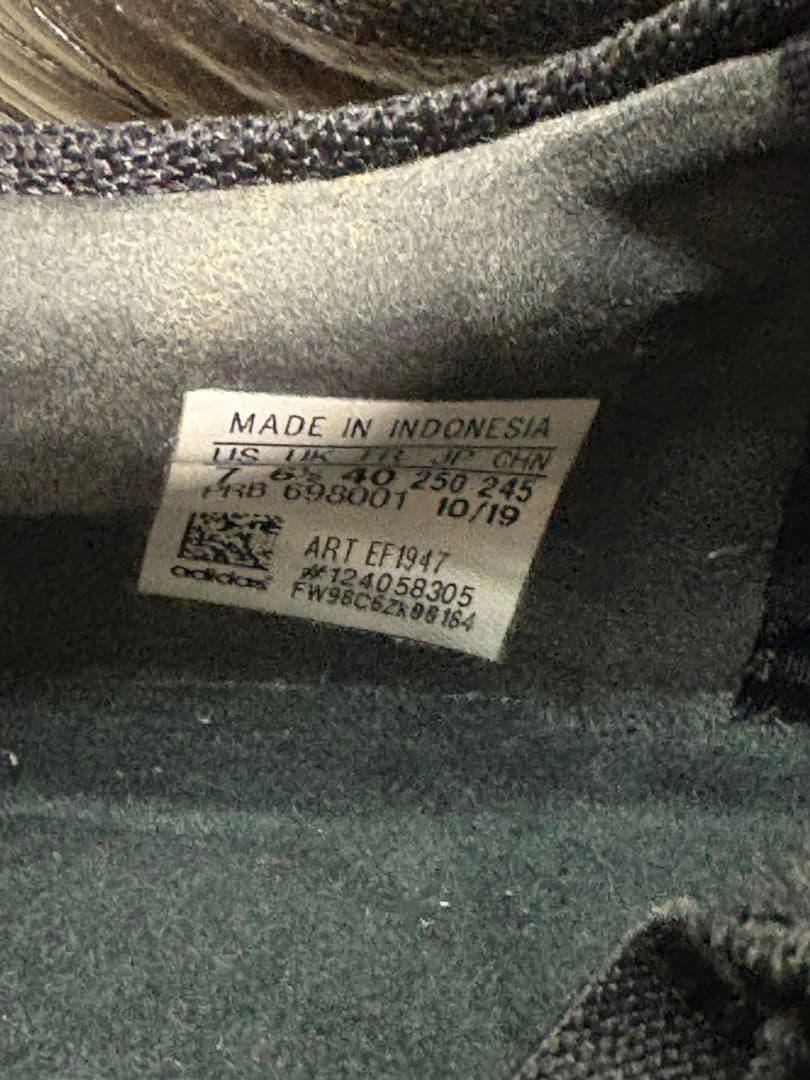 MADE IN INDONESIA
US UK FR JP CHN
7 6½ 40 250 245
PRB 698001 10/19
ART EF1947
adidas #124058305